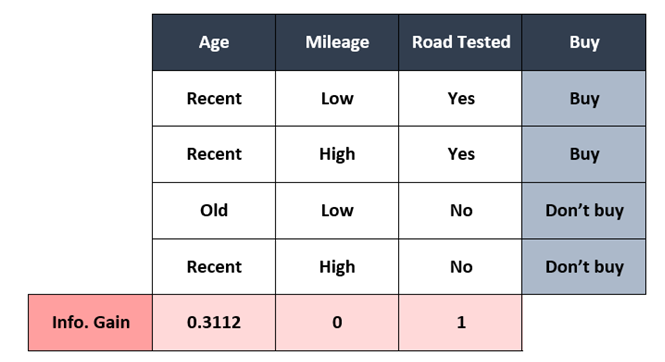 Age Mileage Road Tested Buy
Recent Low Yes Buy
Recent High Yes Buy
Old Low No Don’t buy
Recent High No Don’t buy
Info. Gain 0.3112 0 1